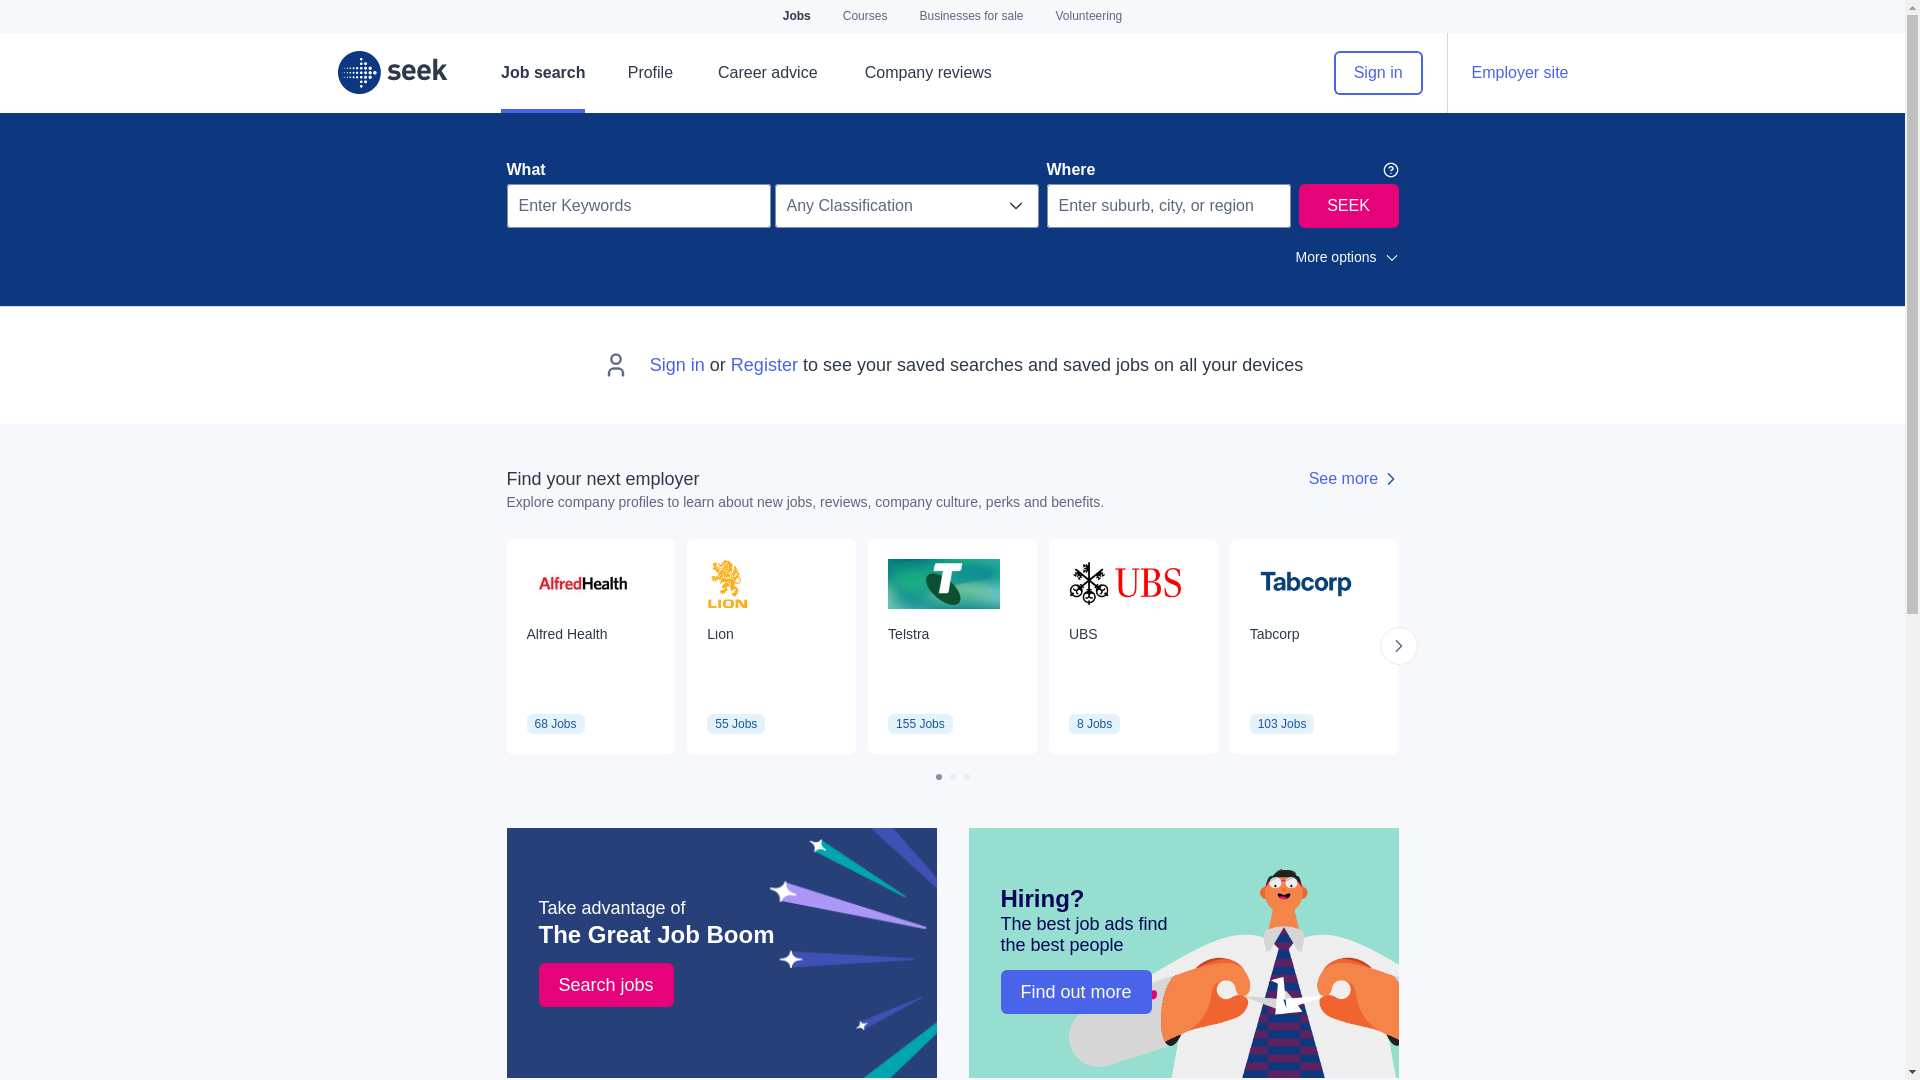 Jobs Courses Businesses for sale Volunteering
seek Job search Profile Career advice Company reviews Sign in Employer site
What Where
Enter Keywords Any Classification Enter suburb, city, or region SEEK
More options
Sign in or Register to see your saved searches and saved jobs on all your devices
Find your next employer See more
Explore company profiles to learn about new jobs, reviews, company culture, perks and benefits.
AlfredHealth LION T UBS Tabcorp
Alfred Health Lion Telstra UBS Tabcorp
68 Jobs 55 Jobs 155 Jobs 8 Jobs 103 Jobs
Take advantage of
The Great Job Boom
Search jobs
Hiring?
The best job ads find
the best people
Find out more